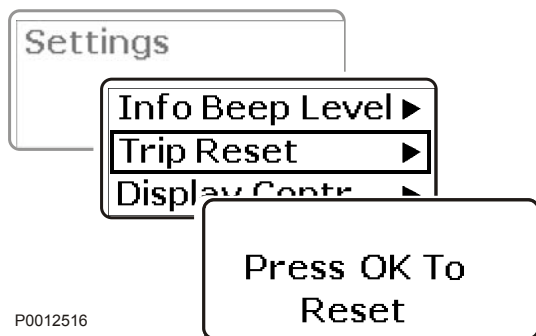 Settings
Info Beep Level ►
Trip Reset ►
Display Contr ►
Press OK To
Reset
P0012516